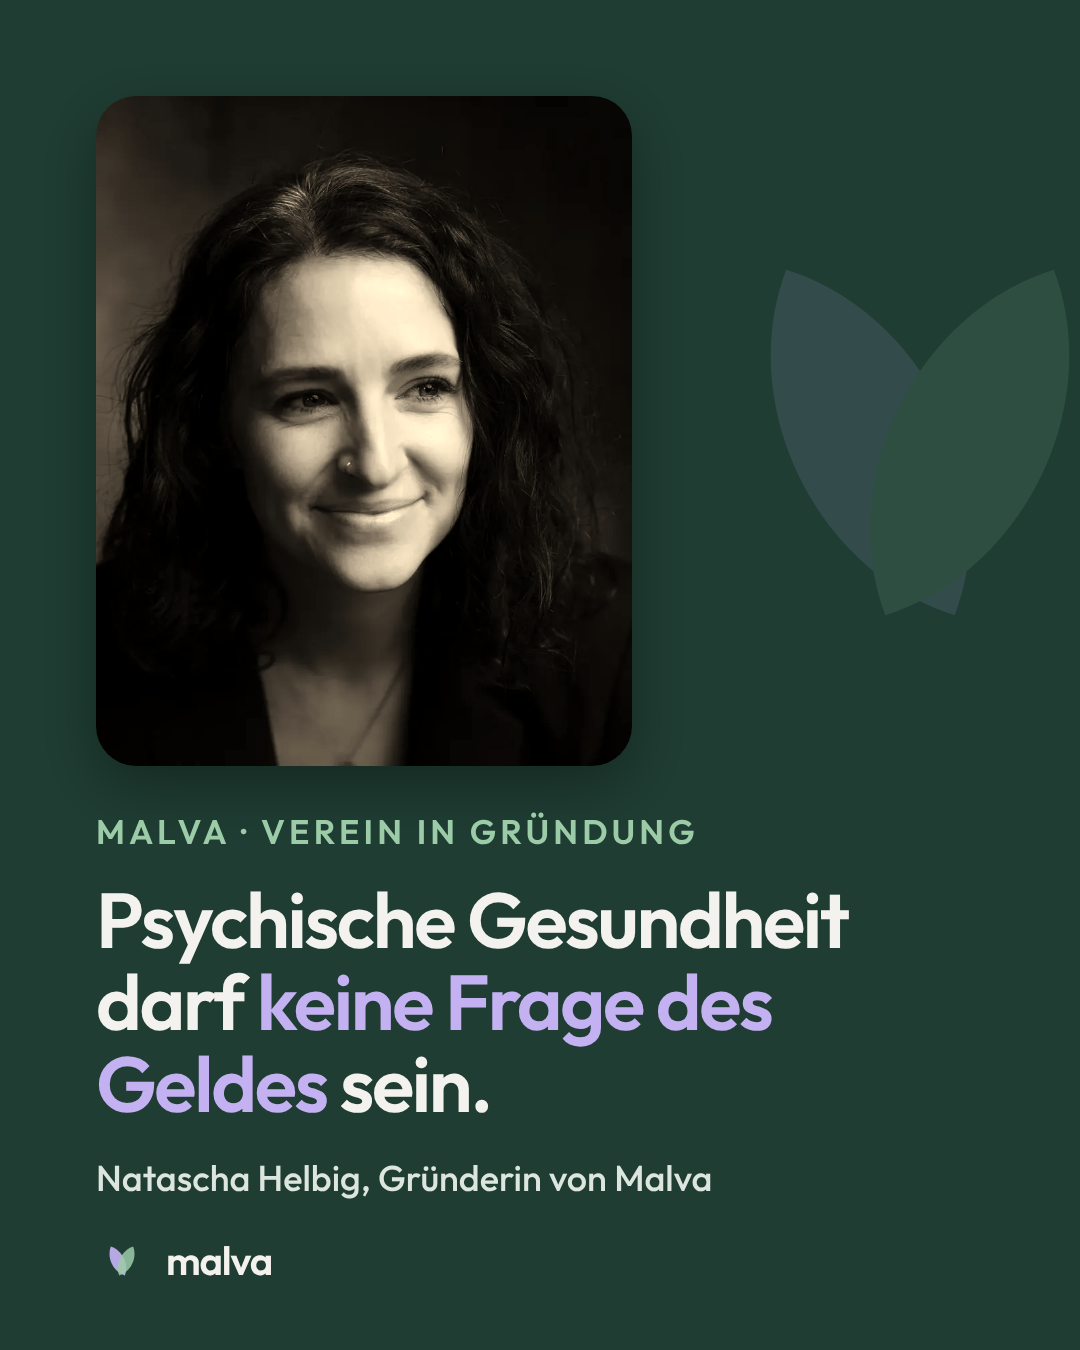 MALVA · VEREIN IN GRÜNDUNG
Psychische Gesundheit
darf keine Frage des
Geldes sein.
Natascha Helbig, Gründerin von Malva
malva